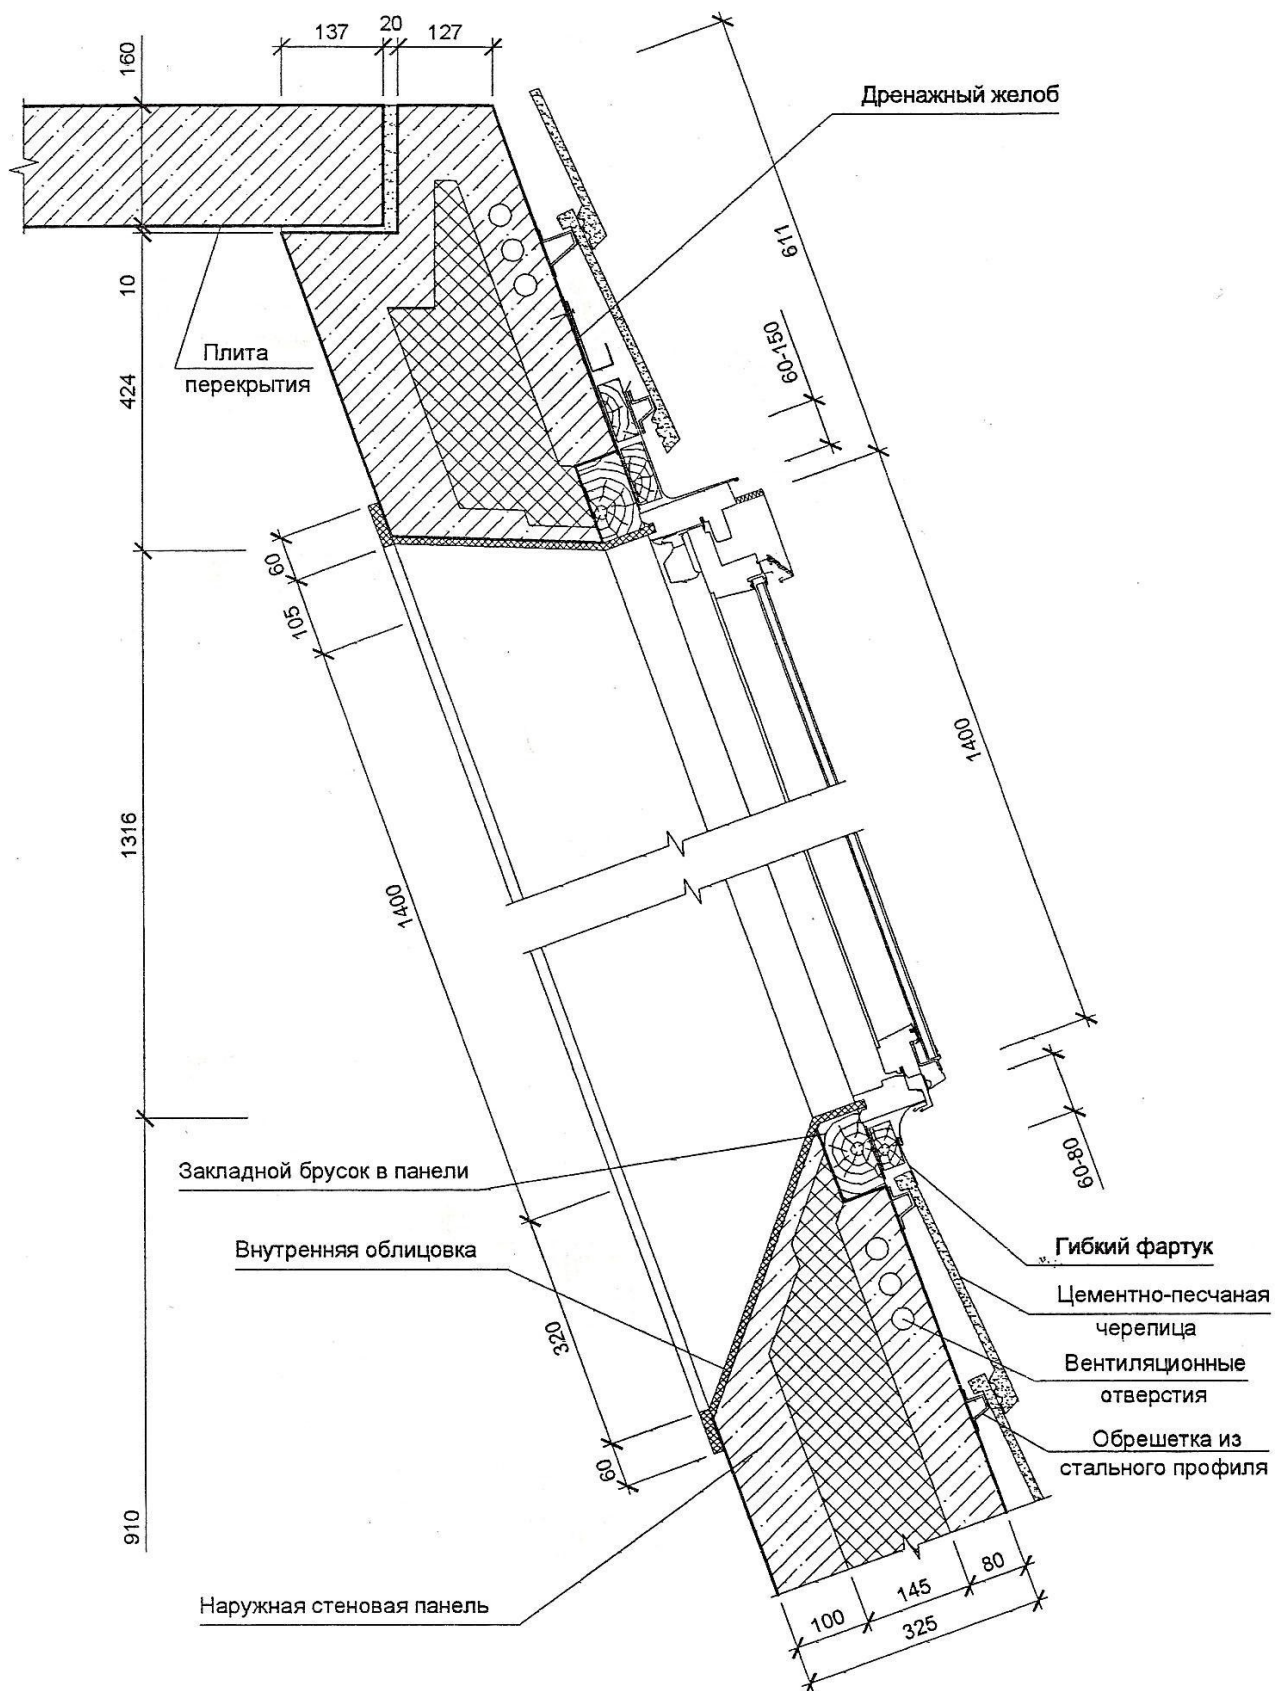 137
20
127
160
Дренажный желоб
611
10
60-150
Плита
перекрытия
424
60
105
1400
1316
1400
Закладной брусок в панели
60-80
Внутренняя облицовка
Гибкий фартук
Цементно-песчаная
черепица
320
Вентиляционные
отверстия
Обрешетка из
стального профиля
60
910
Наружная стеновая панель
100
145
80
325